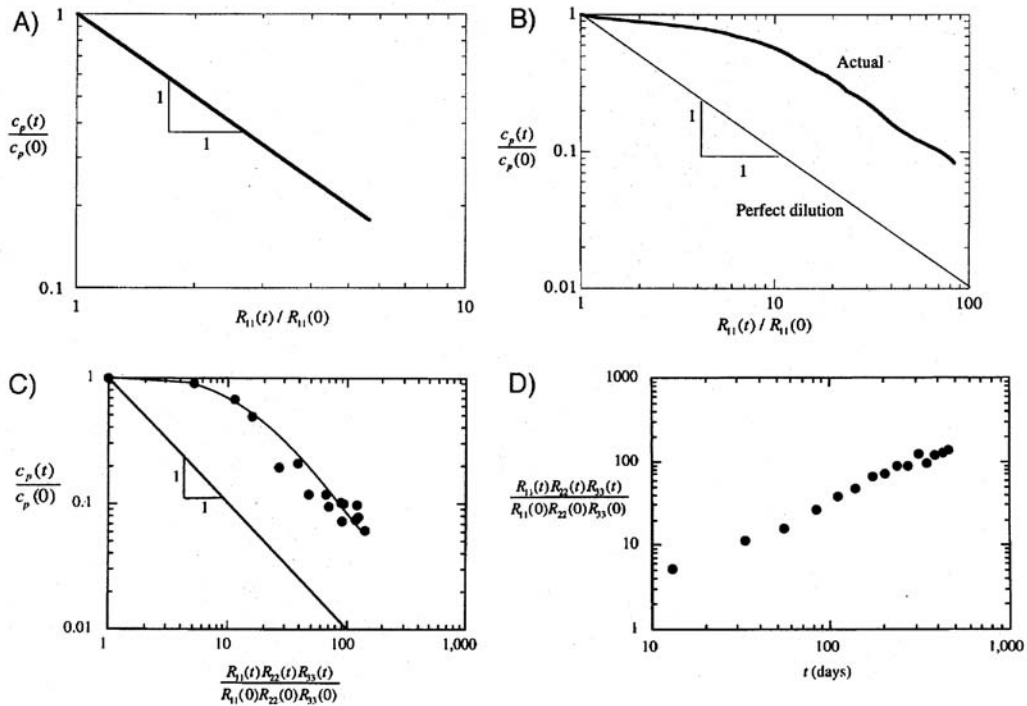 A)
1
c_p(t)
c_p(0)
1
1
0.1
1
10
R_11(t) / R_11(0)
B)
1
Actual
c_p(t)
c_p(0)
0.1
1
1
Perfect dilution
0.01
1
10
100
R_11(t) / R_11(0)
C)
1
c_p(t)
c_p(0)
1
1
0.1
0.01
1
10
100
1,000
R_11(t)R_22(t)R_33(t)
R_11(0)R_22(0)R_33(0)
D)
1000
100
R_11(t)R_22(t)R_33(t)
R_11(0)R_22(0)R_33(0)
10
1
10
100
1,000
t (days)